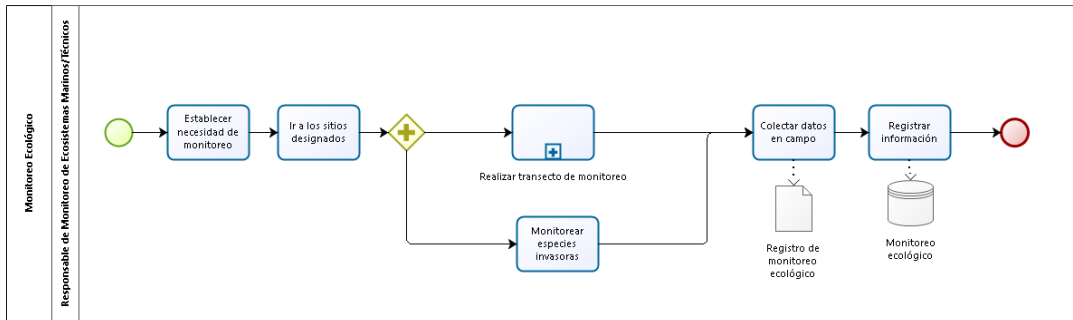 Monitoreo Ecológico
Responsable de Monitoreo de Ecosistemas Marinos/Técnicos
Establecer
necesidad de
monitoreo
Ir a los sitios
designados
Realizar transecto de monitoreo
Monitorear
especies
invasoras
Colectar datos
en campo
Registro de
monitoreo
ecológico
Registrar
información
Monitoreo
ecológico